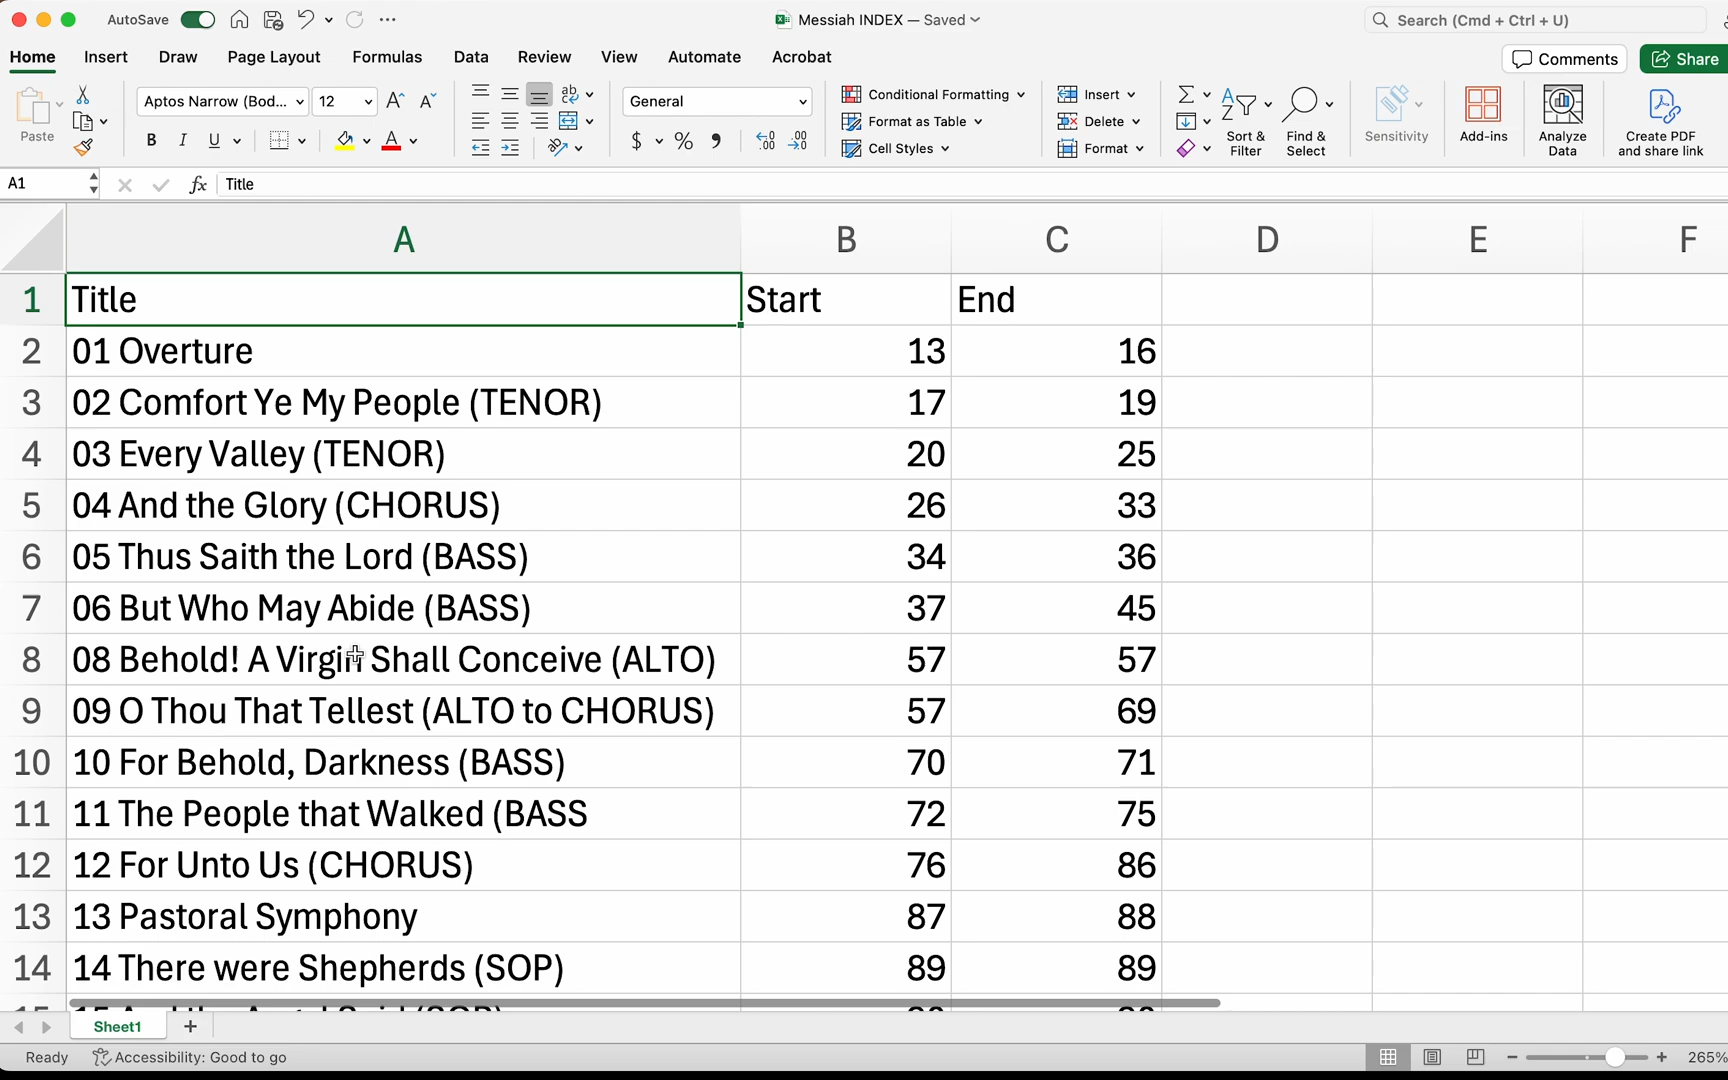 AutoSave
Messiah INDEX — Saved
Search (Cmd + Ctrl + U)
Home Insert Draw Page Layout Formulas Data Review View Automate Acrobat
Comments
Share
Paste
Aptos Narrow (Bod...
12
B I U
General
$ % 9
Conditional Formatting
Format as Table
Cell Styles
Insert
Delete
Format
Sort & Filter
Find & Select
Sensitivity
Add-ins
Analyze Data
Create PDF and share link
A1
fx
Title
A B C D E F
1 Title Start End
2 01 Overture 13 16
3 02 Comfort Ye My People (TENOR) 17 19
4 03 Every Valley (TENOR) 20 25
5 04 And the Glory (CHORUS) 26 33
6 05 Thus Saith the Lord (BASS) 34 36
7 06 But Who May Abide (BASS) 37 45
8 08 Behold! A Virgin Shall Conceive (ALTO) 57 57
9 09 O Thou That Tellest (ALTO to CHORUS) 57 69
10 10 For Behold, Darkness (BASS) 70 71
11 11 The People that Walked (BASS 72 75
12 12 For Unto Us (CHORUS) 76 86
13 13 Pastoral Symphony 87 88
14 14 There were Shepherds (SOP) 89 89
Sheet1
Ready
Accessibility: Good to go
265%